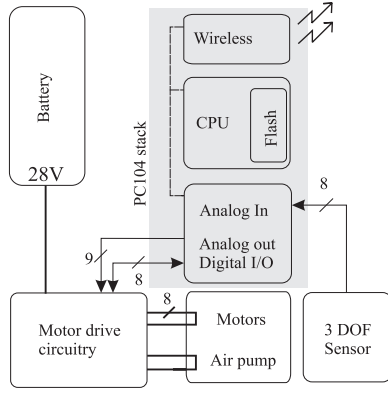 Battery
28V
PC104 stack
Wireless
CPU
Flash
Analog In
Analog out
Digital I/O
8
9
8
8
Motor drive
circuitry
Motors
Air pump
3 DOF
Sensor